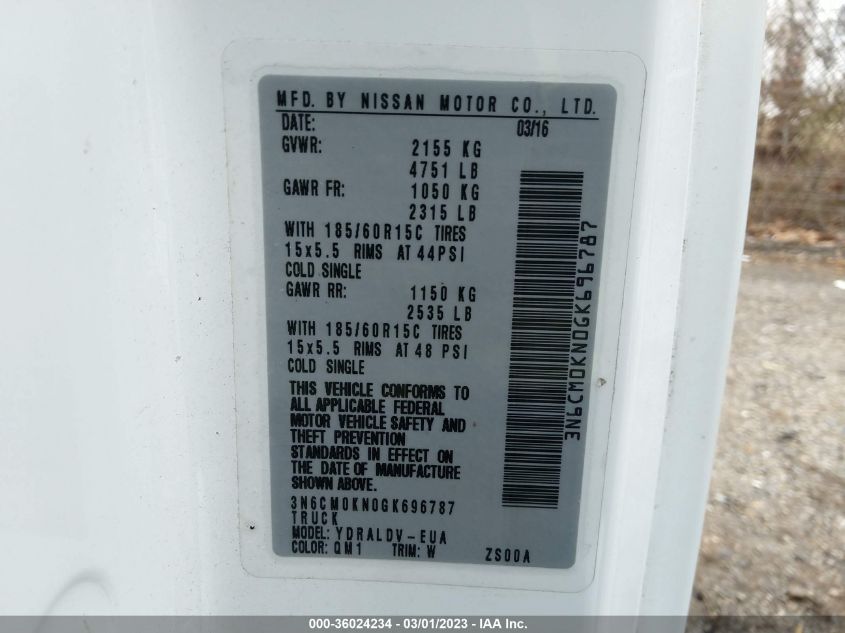 MFD. BY NISSAN MOTOR CO., LTD.
DATE: 03/16
GVWR: 2155 KG
4751 LB
GAWR FR: 1050 KG
2315 LB
WITH 185/60R15C TIRES
15x5.5 RIMS AT 44PSI
COLD SINGLE
GAWR RR: 1150 KG
2535 LB
WITH 185/60R15C TIRES
15x5.5 RIMS AT 48 PSI
COLD SINGLE
THIS VEHICLE CONFORMS TO
ALL APPLICABLE FEDERAL
MOTOR VEHICLE SAFETY AND
THEFT PREVENTION
STANDARDS IN EFFECT ON
THE DATE OF MANUFACTURE
SHOWN ABOVE.
3N6CM0KN0GK696787
TRUCK
MODEL: YDRALDV-EUA
COLOR: QM1 TRIM: W ZS00A
3N6CM0KN0GK696787
000-36024234 - 03/01/2023 - IAA Inc.